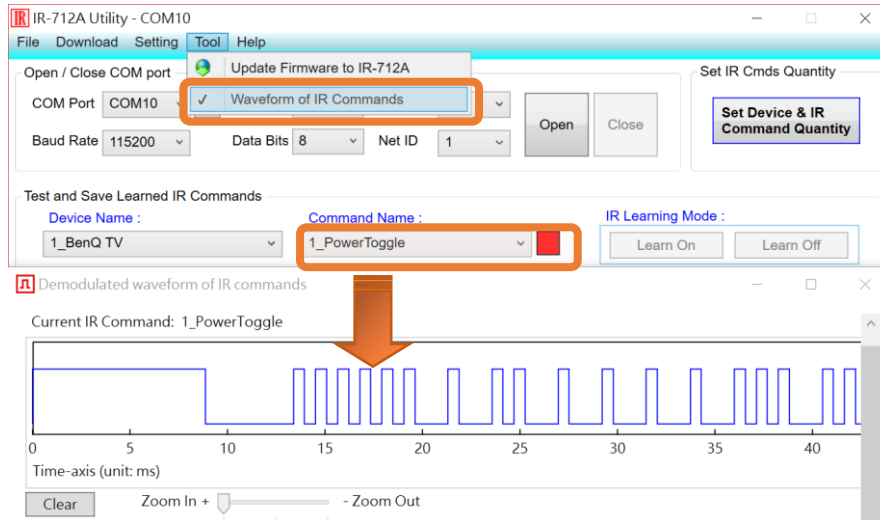 IR IR-712A Utility - COM10
File Download Setting Tool Help
Update Firmware to IR-712A
Waveform of IR Commands
Open / Close COM port
COM Port COM10
Baud Rate 115200 Data Bits 8 Net ID 1
Open Close
Set IR Cmds Quantity
Set Device & IR
Command Quantity
Test and Save Learned IR Commands
Device Name : Command Name : IR Learning Mode :
1_BenQ TV 1_PowerToggle Learn On Learn Off
Demodulated waveform of IR commands
Current IR Command: 1_PowerToggle
0 5 10 15 20 25 30 35 40
Time-axis (unit: ms)
Clear Zoom In + - Zoom Out